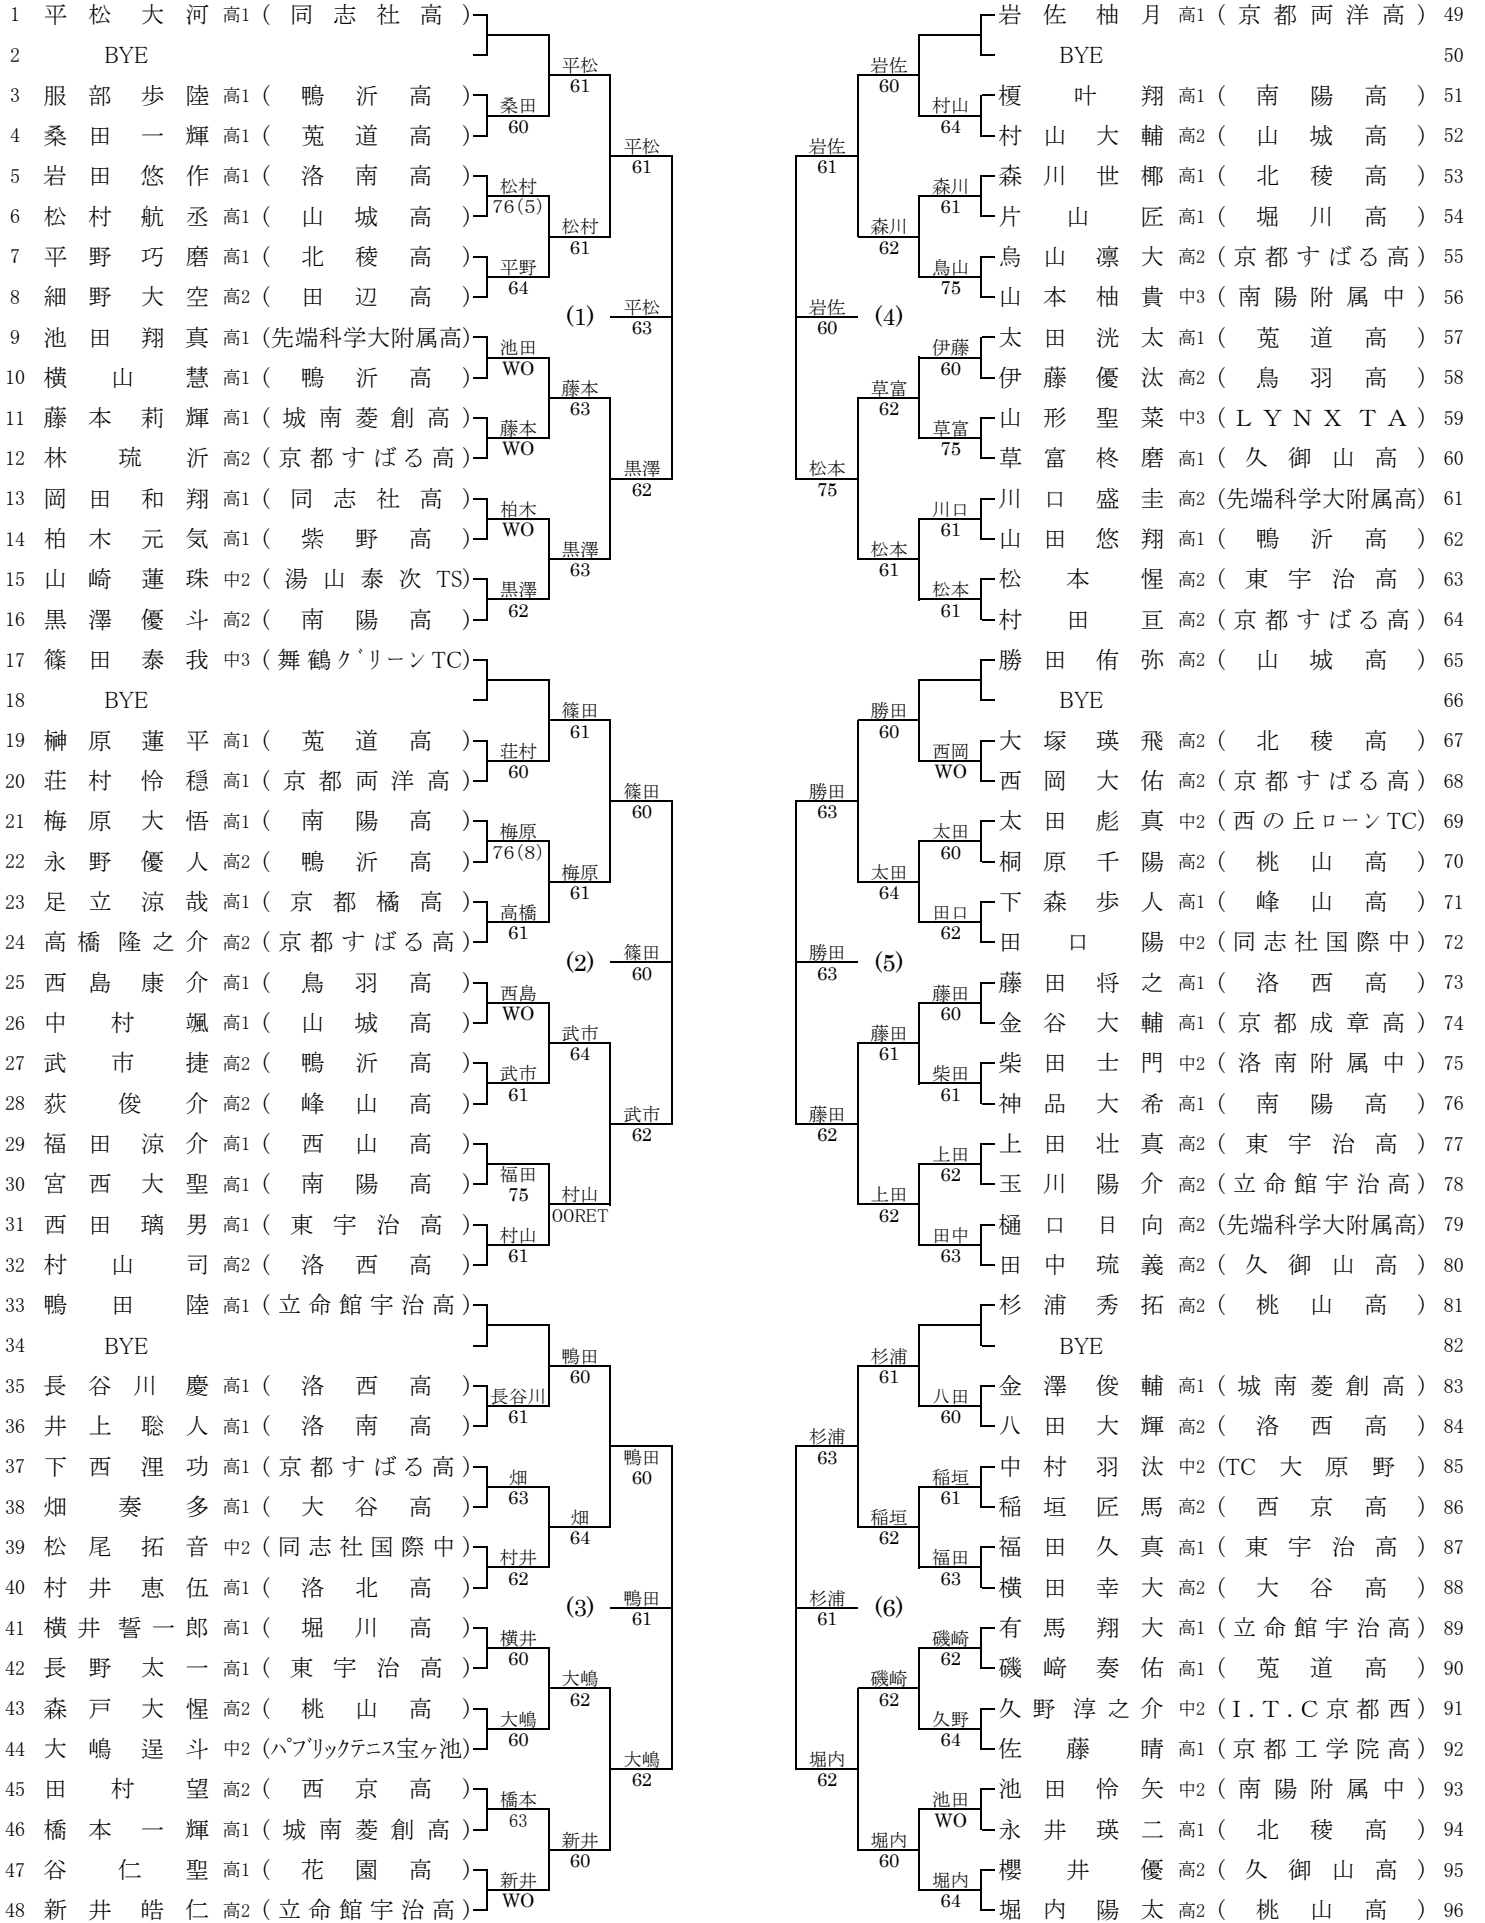 1 平松大河 高1 (同志社高)
2 BYE
3 服部歩陸 高1 (鴨沂高)
4 桑田一輝 高1 (莵道高)
5 岩田悠作 高1 (洛南高)
6 松村航丞 高1 (山城高)
7 平野巧磨 高1 (北稜高)
8 細野大空 高2 (田辺高)
9 池田翔真 高1 (先端科学大附属高)
10 横山慧 高1 (鴨沂高)
11 藤本莉輝 高1 (城南菱創高)
12 林琉沂 高2 (京都すばる高)
13 岡田和翔 高1 (同志社高)
14 柏木元気 高1 (紫野高)
15 山崎蓮珠 中2 (湯山泰次 TS)
16 黒澤優斗 高2 (南陽高)
桑田
60
松村
76(5)
平野
64
池田
WO
藤本
WO
柏木
WO
黒澤
62
平松
61
松村
61
藤本
63
黒澤
63
平松
61
黒澤
62
(1)
平松
63
17 篠田泰我 中3 (舞鶴グリーンTC)
18 BYE
19 榊原蓮平 高1 (莵道高)
20 荘村怜穏 高1 (京都両洋高)
21 梅原大悟 高1 (南陽高)
22 永野優人 高2 (鴨沂高)
23 足立涼哉 高1 (京都橘高)
24 高橋隆之介 高2 (京都すばる高)
25 西島康介 高1 (鳥羽高)
26 中村颯 高1 (山城高)
27 武市捷 高2 (鴨沂高)
28 荻俊介 高2 (峰山高)
29 福田涼介 高1 (西山高)
30 宮西大聖 高1 (南陽高)
31 西田璃男 高1 (東宇治高)
32 村山司 高2 (洛西高)
荘村
60
梅原
76(8)
高橋
61
西島
WO
武市
61
福田
75
村山
61
篠田
61
梅原
61
武市
64
村山
OORET
篠田
60
武市
62
(2)
篠田
60
33 鴨田陸 高1 (立命館宇治高)
34 BYE
35 長谷川慶 高1 (洛西高)
36 井上聡人 高1 (洛南高)
37 下西浬功 高1 (京都すばる高)
38 畑奏多 高1 (大谷高)
39 松尾拓音 中2 (同志社国際中)
40 村井恵伍 高1 (洛北高)
41 横井誓一郎 高1 (堀川高)
42 長野太一 高1 (東宇治高)
43 森戸大惺 高2 (桃山高)
44 大嶋逞斗 中2 (パブリックテニス宝ヶ池)
45 田村望 高2 (西京高)
46 橋本一輝 高1 (城南菱創高)
47 谷仁聖 高1 (花園高)
48 新井皓仁 高2 (立命館宇治高)
長谷川
61
畑
63
村井
62
横井
60
大嶋
60
橋本
63
新井
WO
鴨田
60
畑
64
大嶋
62
新井
60
鴨田
60
大嶋
62
(3)
鴨田
61
岩佐柚月 高1 (京都両洋高) 49
BYE 50
榎叶翔 高1 (南陽高) 51
村山大輔 高2 (山城高) 52
森川世椰 高1 (北稜高) 53
片山匠 高1 (堀川高) 54
烏山凛大 高2 (京都すばる高) 55
山本柚貴 中3 (南陽附属中) 56
太田洸太 高1 (莵道高) 57
伊藤優汰 高2 (鳥羽高) 58
山形聖菜 中3 (LYNX TA) 59
草富柊磨 高1 (久御山高) 60
川口盛圭 高2 (先端科学大附属高) 61
山田悠翔 高1 (鴨沂高) 62
松本惺 高2 (東宇治高) 63
村田亘 高2 (京都すばる高) 64
村山
64
森川
61
鳥山
75
伊藤
60
草富
75
川口
61
松本
61
岩佐
60
森川
62
草富
62
松本
61
岩佐
61
松本
75
岩佐
60
(4)
勝田侑弥 高2 (山城高) 65
BYE 66
大塚瑛飛 高2 (北稜高) 67
西岡大佑 高2 (京都すばる高) 68
太田彪真 中2 (西の丘ローンTC) 69
桐原千陽 高2 (桃山高) 70
下森歩人 高1 (峰山高) 71
田口陽 中2 (同志社国際中) 72
藤田将之 高1 (洛西高) 73
金谷大輔 高1 (京都成章高) 74
柴田士門 中2 (洛南附属中) 75
神品大希 高1 (南陽高) 76
上田壮真 高2 (東宇治高) 77
玉川陽介 高2 (立命館宇治高) 78
樋口日向 高2 (先端科学大附属高) 79
田中琉義 高2 (久御山高) 80
西岡
WO
太田
60
田口
62
藤田
60
柴田
61
上田
62
田中
63
勝田
60
太田
64
藤田
61
上田
62
勝田
63
藤田
62
勝田
63
(5)
杉浦秀拓 高2 (桃山高) 81
BYE 82
金澤俊輔 高1 (城南菱創高) 83
八田大輝 高2 (洛西高) 84
中村羽汰 中2 (TC 大原野) 85
稲垣匠馬 高2 (西京高) 86
福田久真 高1 (東宇治高) 87
横田幸大 高2 (大谷高) 88
有馬翔大 高1 (立命館宇治高) 89
磯﨑奏佑 高1 (莵道高) 90
久野淳之介 中2 (I.T.C京都西) 91
佐藤晴 高1 (京都工学院高) 92
池田怜矢 中2 (南陽附属中) 93
永井瑛二 高1 (北稜高) 94
櫻井優 高2 (久御山高) 95
堀内陽太 高2 (桃山高) 96
八田
60
稲垣
61
福田
63
磯崎
62
久野
64
池田
WO
堀内
64
杉浦
61
稲垣
62
磯崎
62
堀内
60
杉浦
63
堀内
62
杉浦
61
(6)